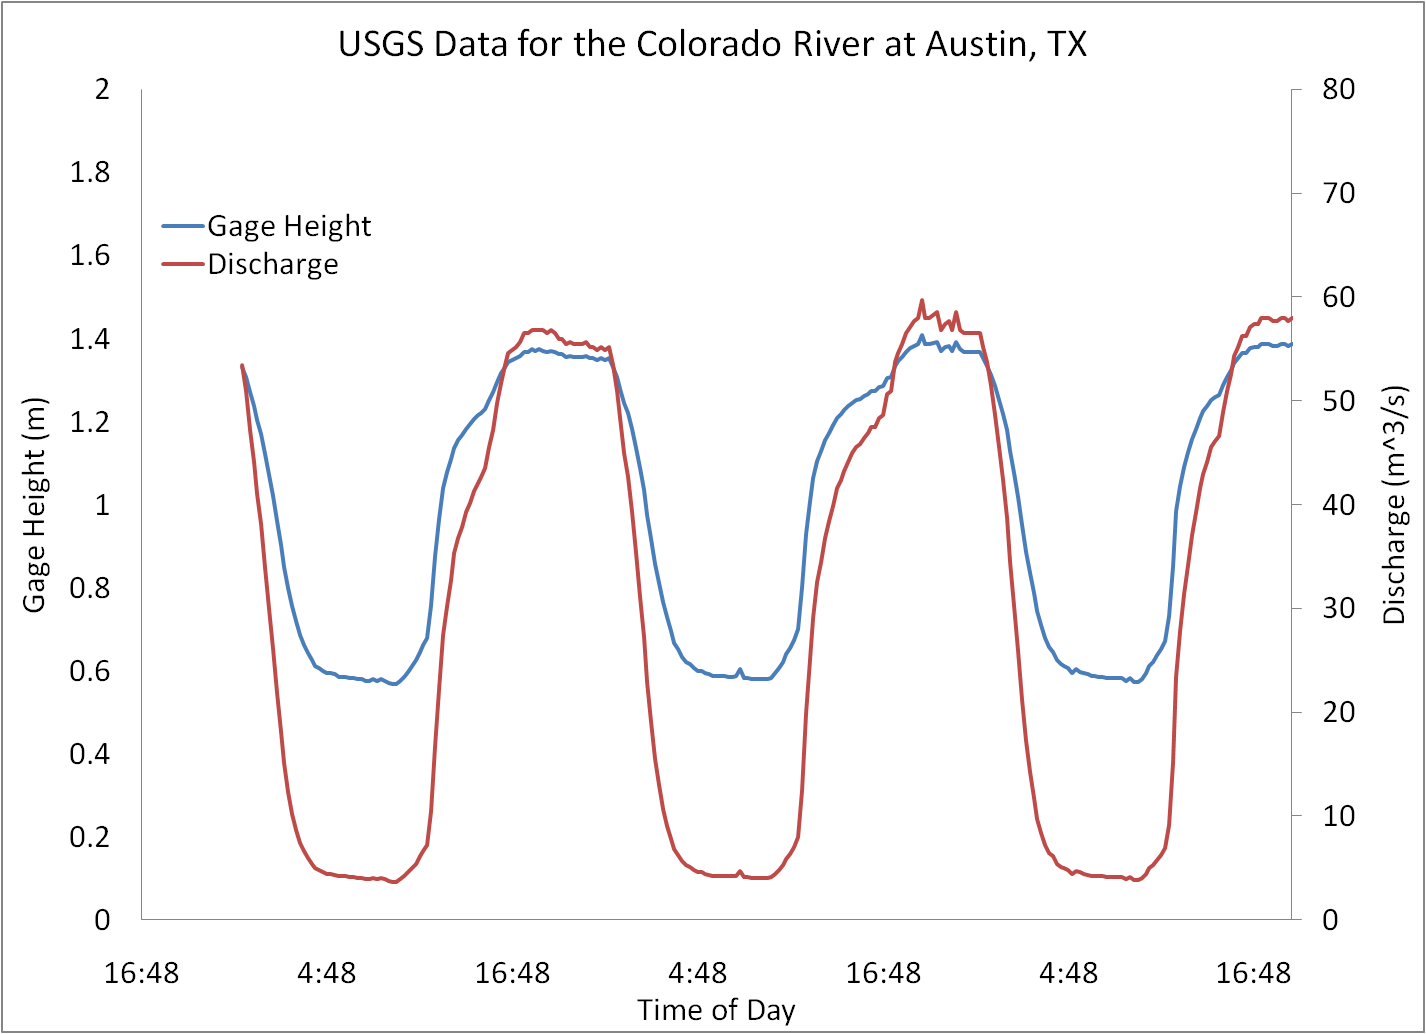 USGS Data for the Colorado River at Austin, TX
2
1.8
1.6
1.4
1.2
1
0.8
0.6
0.4
0.2
0
Gage Height (m)
Gage Height
Discharge
80
70
60
50
40
30
20
10
0
Discharge (m^3/s)
16:48 4:48 16:48 4:48 16:48 4:48 16:48
Time of Day